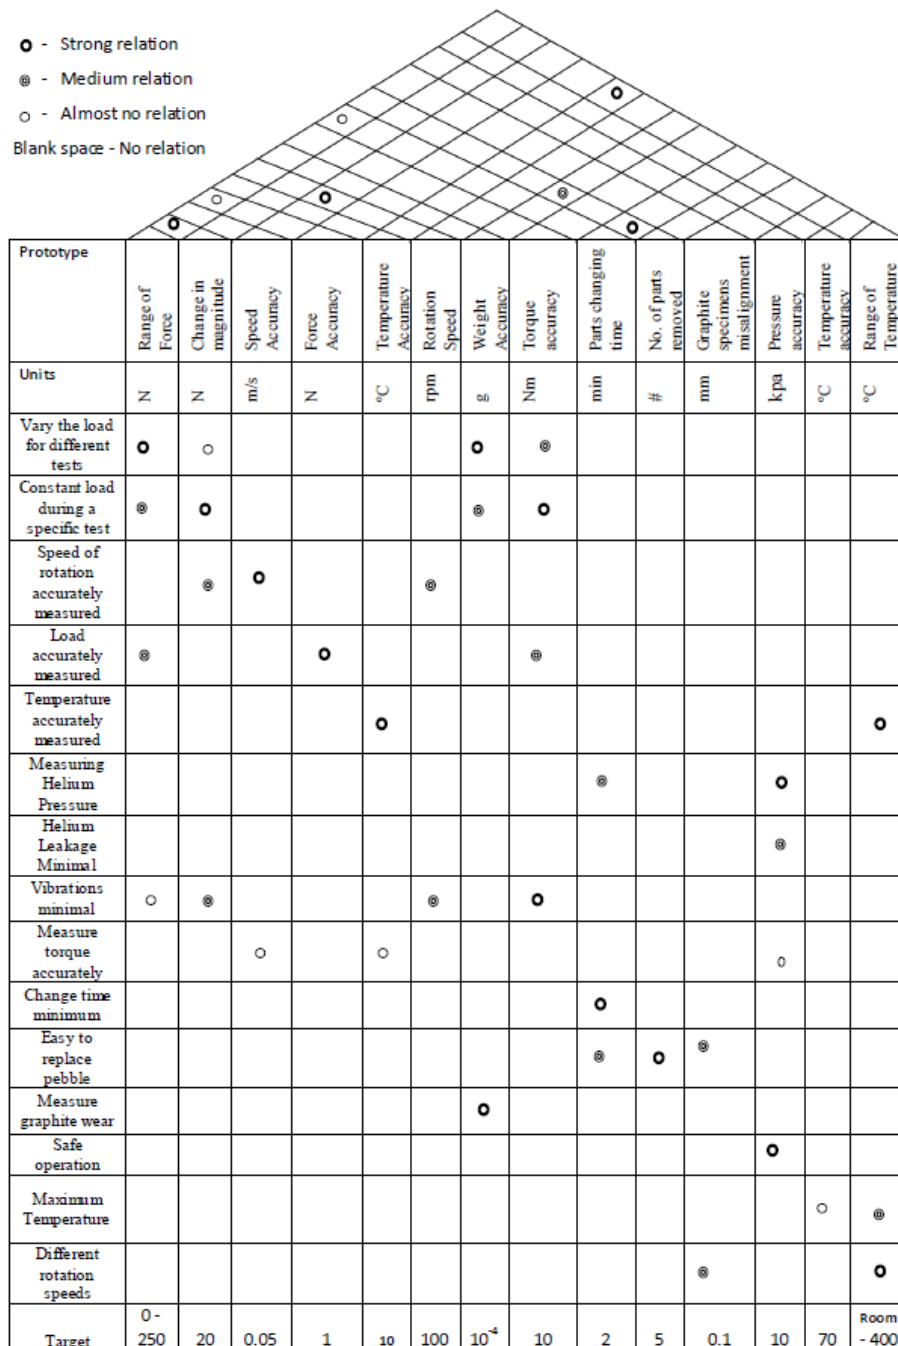 - Strong relation
- Medium relation
- Almost no relation
Blank space - No relation
Prototype
Range of
Force
Change in
magnitude
Speed
Accuracy
Force
Accuracy
Temperature
Accuracy
Rotation
Speed
Weight
Accuracy
Torque
accuracy
Parts changing
time
No. of parts
removed
Graphite
specimens
misalignment
Pressure
accuracy
Temperature
accuracy
Range of
Temperature
Units
N
N
m/s
N
°C
rpm
g
Nm
min
#
mm
kpa
°C
°C
Vary the load
for different
tests
Constant load
during a
specific test
Speed of
rotation
accurately
measured
Load
accurately
measured
Temperature
accurately
measured
Measuring
Helium
Pressure
Helium
Leakage
Minimal
Vibrations
minimal
Measure
torque
accurately
Change time
minimum
Easy to
replace
pebble
Measure
graphite wear
Safe
operation
Maximum
Temperature
Different
rotation
speeds
Target
0 -
250
20
0.05
1
10
100
10⁻⁴
10
2
5
0.1
10
70
Room
- 400